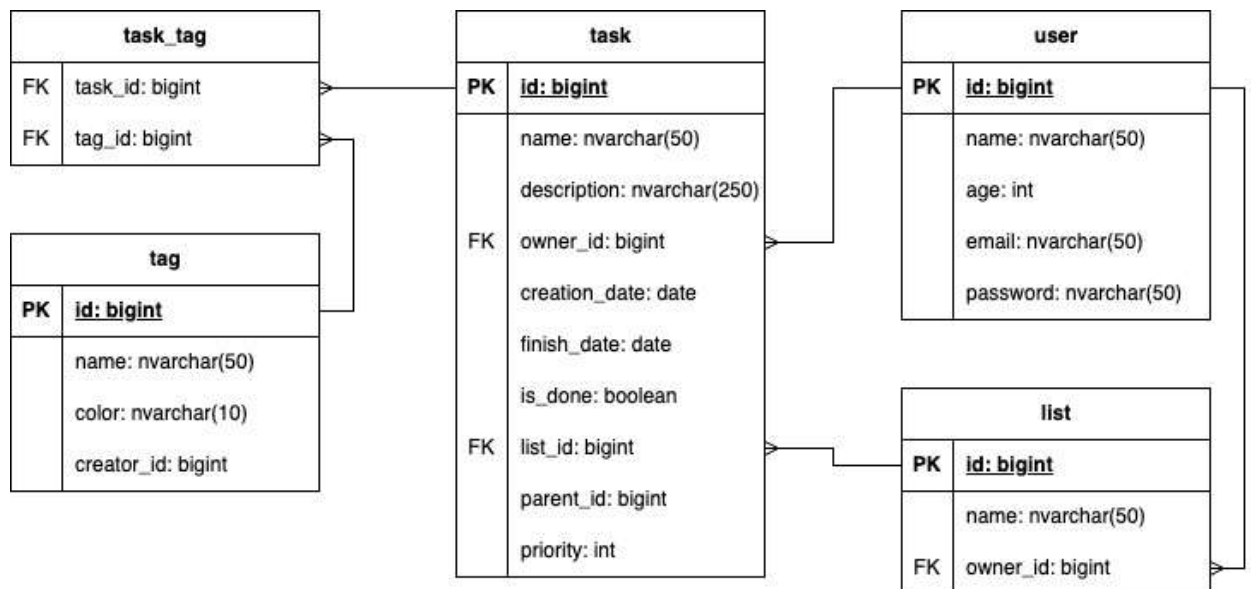 task_tag
FK task_id: bigint
FK tag_id: bigint
tag
PK id: bigint
name: nvarchar(50)
color: nvarchar(10)
creator_id: bigint
task
PK id: bigint
name: nvarchar(50)
description: nvarchar(250)
FK owner_id: bigint
creation_date: date
finish_date: date
is_done: boolean
FK list_id: bigint
parent_id: bigint
priority: int
user
PK id: bigint
name: nvarchar(50)
age: int
email: nvarchar(50)
password: nvarchar(50)
list
PK id: bigint
name: nvarchar(50)
FK owner_id: bigint